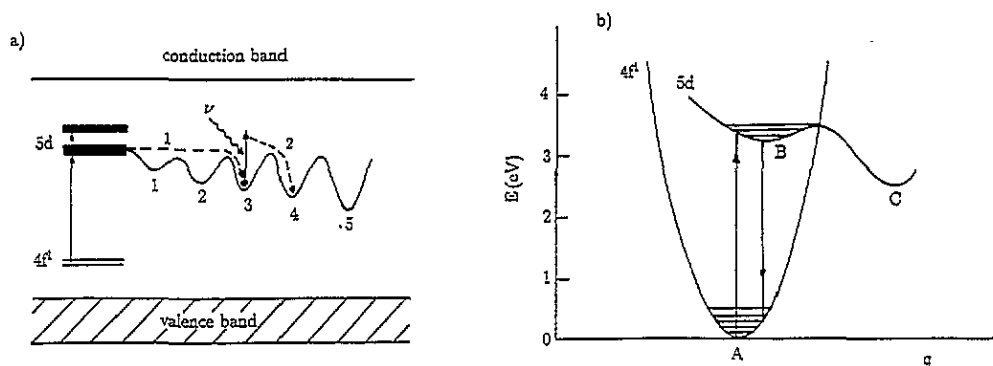 a)
conduction band
ν
5d
1
2
1
2
3
4
.5
4f¹
valence band
b)
4f¹
5d
4
3
2
1
0
E(eV)
B
C
A
q